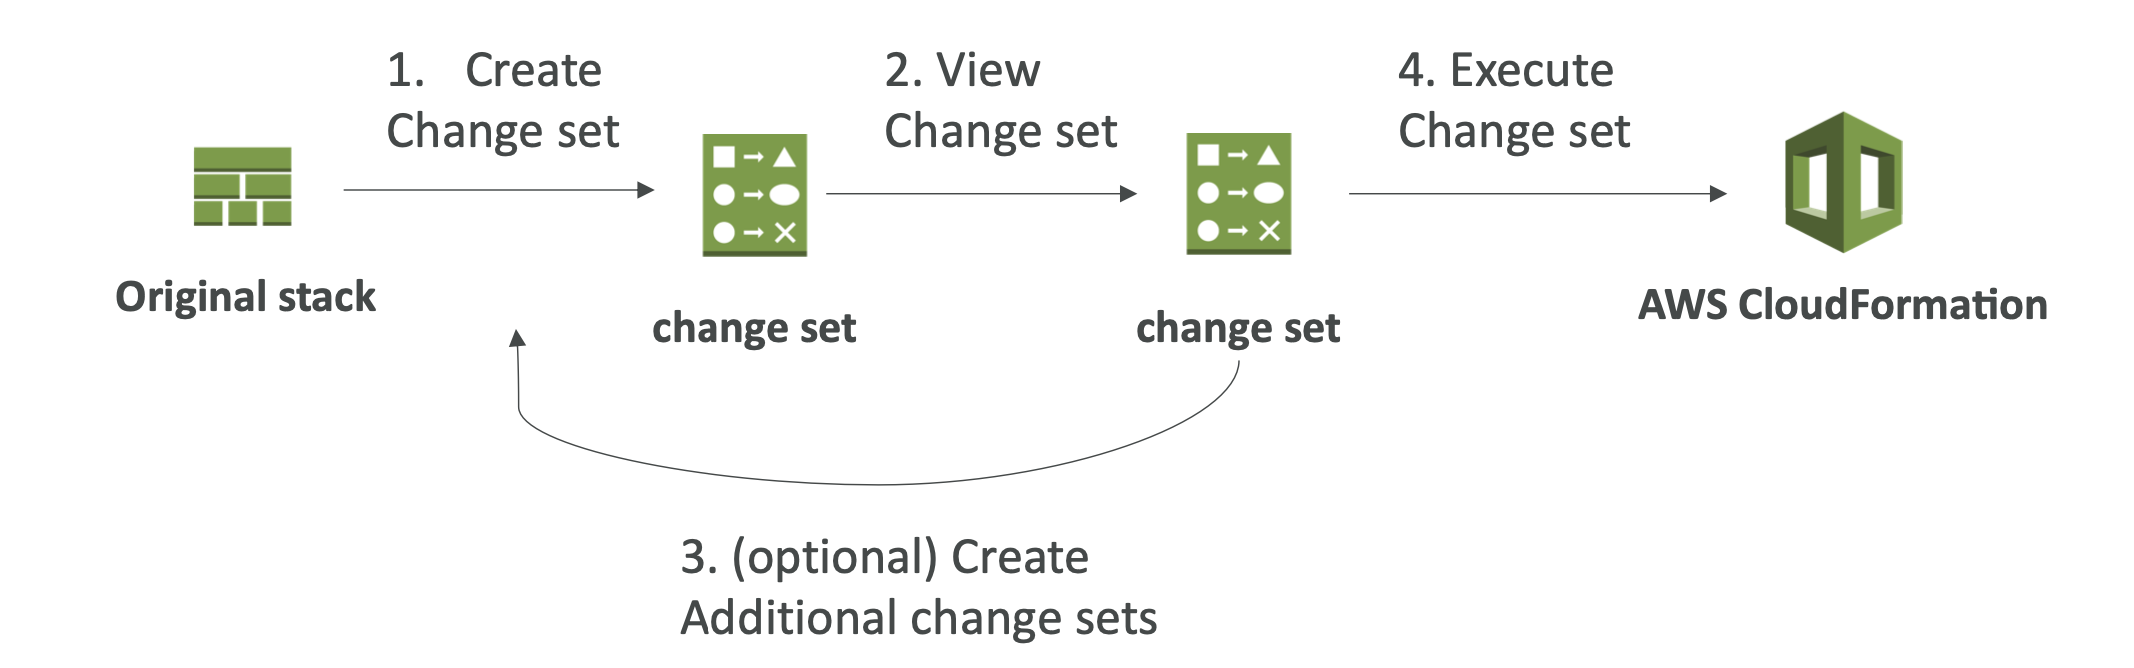 1. Create
Change set
2. View
Change set
4. Execute
Change set
Original stack
change set
change set
AWS CloudFormation
3. (optional) Create
Additional change sets